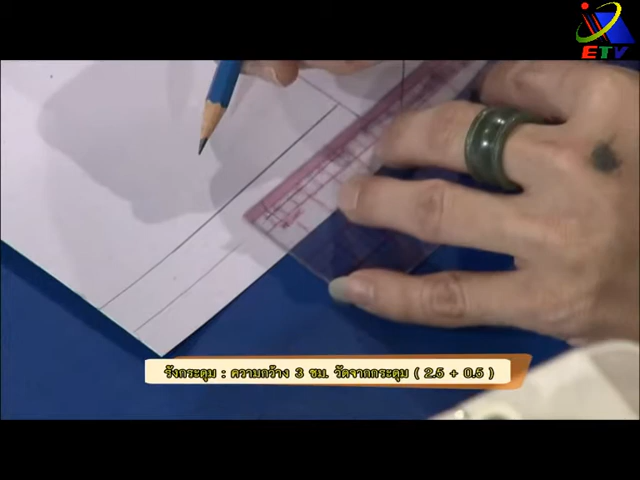 ETV
รังกระดุม : ความกว้าง 3 ซม. วัดจากกระดุม ( 2.5 + 0.5 )